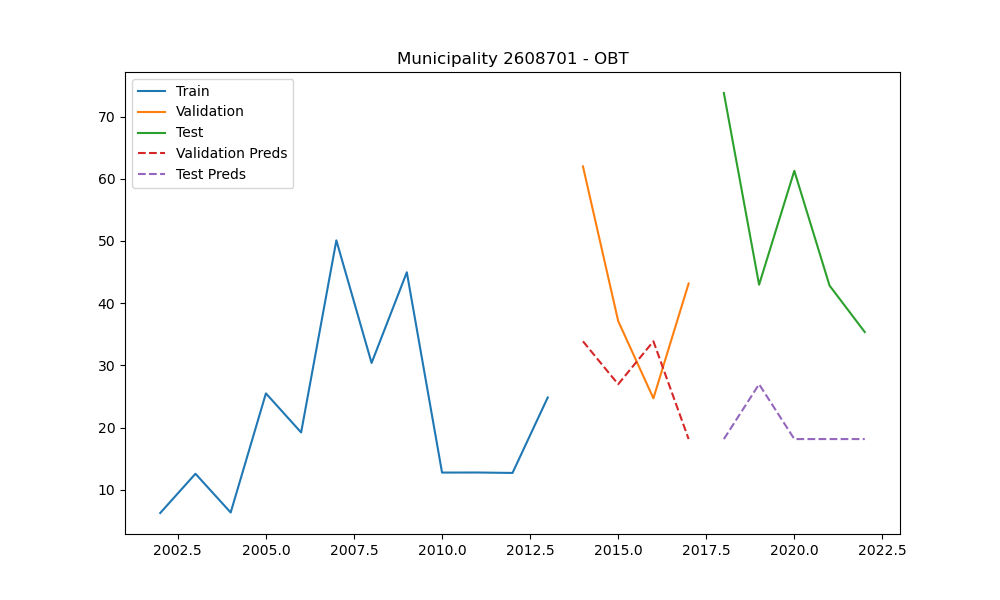 Municipality 2608701 - OBT
Train
Validation
Test
Validation Preds
Test Preds
70
60
50
40
30
20
10
2002.5 2005.0 2007.5 2010.0 2012.5 2015.0 2017.5 2020.0 2022.5